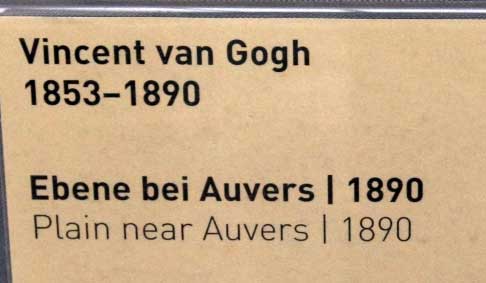 Vincent van Gogh
1853–1890
Ebene bei Auvers | 1890
Plain near Auvers | 1890